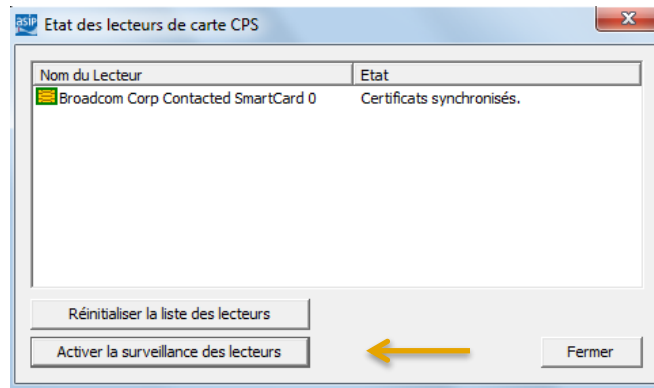 asip Etat des lecteurs de carte CPS
Nom du Lecteur Etat
Broadcom Corp Contacted SmartCard 0 Certificats synchronisés.
Réinitialiser la liste des lecteurs
Activer la surveillance des lecteurs Fermer